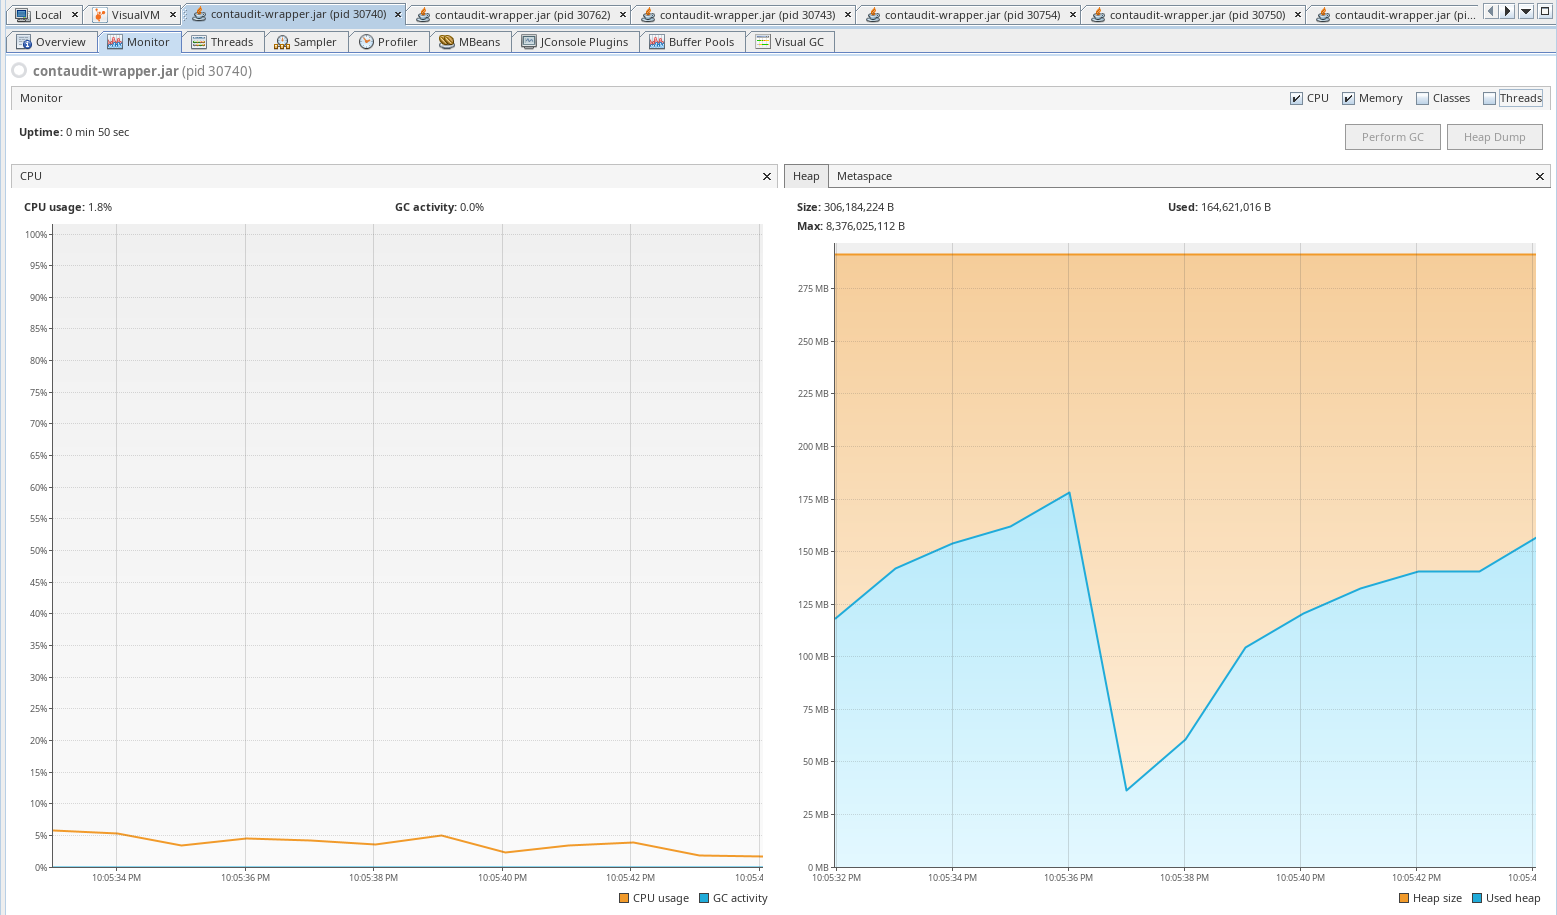 Local VisualVM contaudit-wrapper.jar (pid 30740) contaudit-wrapper.jar (pid 30762) contaudit-wrapper.jar (pid 30743) contaudit-wrapper.jar (pid 30754) contaudit-wrapper.jar (pid 30750) contaudit-wrapper.jar (pi...
Overview Monitor Threads Sampler Profiler MBeans JConsole Plugins Buffer Pools Visual GC
contaudit-wrapper.jar (pid 30740)
Monitor CPU Memory Classes Threads
Uptime: 0 min 50 sec
Perform GC Heap Dump
CPU
CPU usage: 1.8% GC activity: 0.0%
100%
95%
90%
85%
80%
75%
70%
65%
60%
55%
50%
45%
40%
35%
30%
25%
20%
15%
10%
5%
0%
10:05:34 PM 10:05:36 PM 10:05:38 PM 10:05:40 PM 10:05:42 PM 10:05:4
CPU usage GC activity
Heap Metaspace
Size: 306,184,224 B Used: 164,621,016 B
Max: 8,376,025,112 B
275 MB
250 MB
225 MB
200 MB
175 MB
150 MB
125 MB
100 MB
75 MB
50 MB
25 MB
0 MB
10:05:32 PM 10:05:34 PM 10:05:36 PM 10:05:38 PM 10:05:40 PM 10:05:42 PM 10:05:4
Heap size Used heap